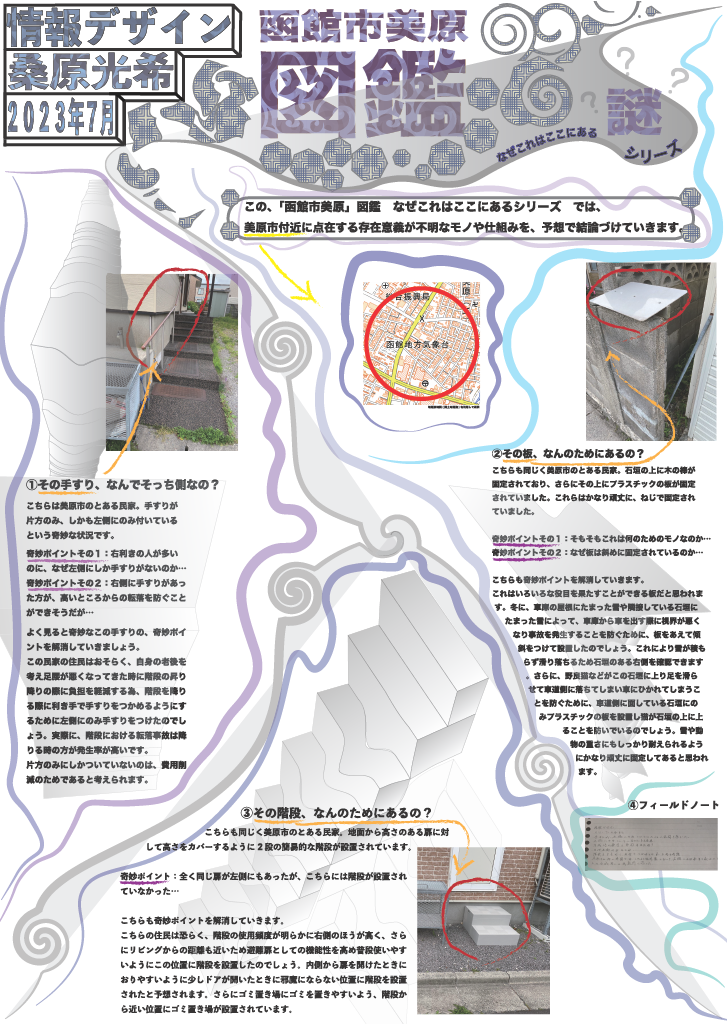 情報デザイン
桑原光希
2023年7月
函館市美原
図鑑
なぜこれはここにある
謎
シリーズ
? ? ? ?
この、「函館市美原」図鑑　なぜこれはここにあるシリーズ　では、
美原市付近に点在する存在意義が不明なモノや仕組みを、予想で結論づけていきます。
総合振興局
美原
函館地方気象台
①その手すり、なんでそっち側なの？
こちらは美原市のとある民家。手すりが
片方のみ、しかも左側にのみ付いている
という奇妙な状況です。
奇妙ポイントその１：右利きの人が多い
のに、なぜ左側にしか手すりがないのか…
奇妙ポイントその２：右側に手すりがあっ
た方が、高いところからの転落を防ぐこと
ができそうだが…
よく見ると奇妙なこの手すりの、奇妙ポイ
ントを解消していきましょう。
この民家の住民はおそらく、自身の老後を
考え足腰が悪くなってきた時に階段の昇り
降りの際に負担を軽減する為、階段を降り
る際に利き手で手すりをつかめるようにす
るために左側にのみ手すりをつけたのでし
ょう。実際に、階段における転落事故は降
りる時の方が発生率が高いです。
片方のみにしかついていないのは、費用削
減のためであると考えられます。
②その板、なんのためにあるの？
こちらも同じく美原市のとある民家。石垣の上に木の棒が
固定されており、さらにその上にプラスチックの板が固定
されていました。これらはかなり頑丈に、ねじで固定され
ていました。
奇妙ポイントその１：そもそもこれは何のためのモノなのか…
奇妙ポイントその２：なぜ板は斜めに固定されているのか…
こちらも奇妙ポイントを解消していきます。
これはいろいろな役目を果たすことができる板だと思われま
す。冬に、車庫の屋根にたまった雪や隣接している石垣に
たまった雪によって、車庫から車を出す際に視界が悪く
なり事故を発生することを防ぐために、板をあえて傾
斜をつけて設置したのでしょう。これにより雪が積も
らず滑り落ちるため石垣のある右側を確認できます
。さらに、野良猫などがこの石垣に上り足を滑ら
せて車道側に落ちてしまい車にひかれてしまうこ
とを防ぐために、車道側に面している石垣にの
みプラスチックの板を設置し猫が石垣の上に上
ることを防いでいるのでしょう。雪や動
物の重さにもしっかり耐えられるよう
にかなり頑丈に固定してあると思われ
ます。
③その階段、なんのためにあるの？
こちらも同じく美原市のとある民家。地面から高さのある扉に対
して高さをカバーするように２段の簡易的な階段が設置されています。
奇妙ポイント：全く同じ扉が左側にもあったが、こちらには階段が設置され
ていなかった…
こちらも奇妙ポイントを解消していきます。
こちらの住民は恐らく、階段の使用頻度が明らかに右側のほうが高く、さら
にリビングからの距離も近いため避難扉としての機能性を高め普段使いやす
いようにこの位置に階段を設置したのでしょう。内側から扉を開けたときに
おりやすいように少しドアが開いたときに邪魔にならない位置に階段を設置
されたと予想されます。さらにゴミ置き場にゴミを置きやすいよう、階段か
ら近い位置にゴミ置き場が設置されています。
④フィールドノート